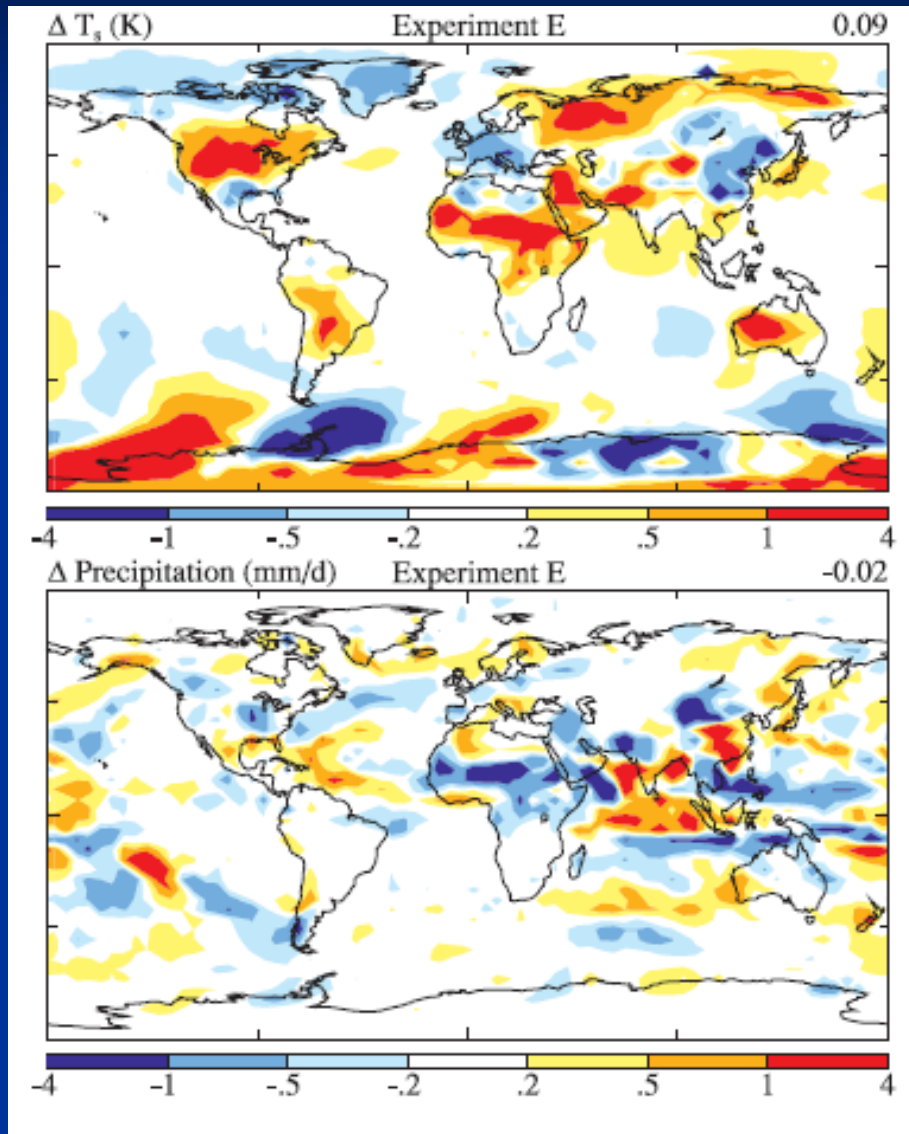 Δ Tₛ (K) Experiment E 0.09
-4 -1 -.5 -.2 .2 .5 1 4
Δ Precipitation (mm/d) Experiment E -0.02
-4 -1 -.5 -.2 .2 .5 1 4